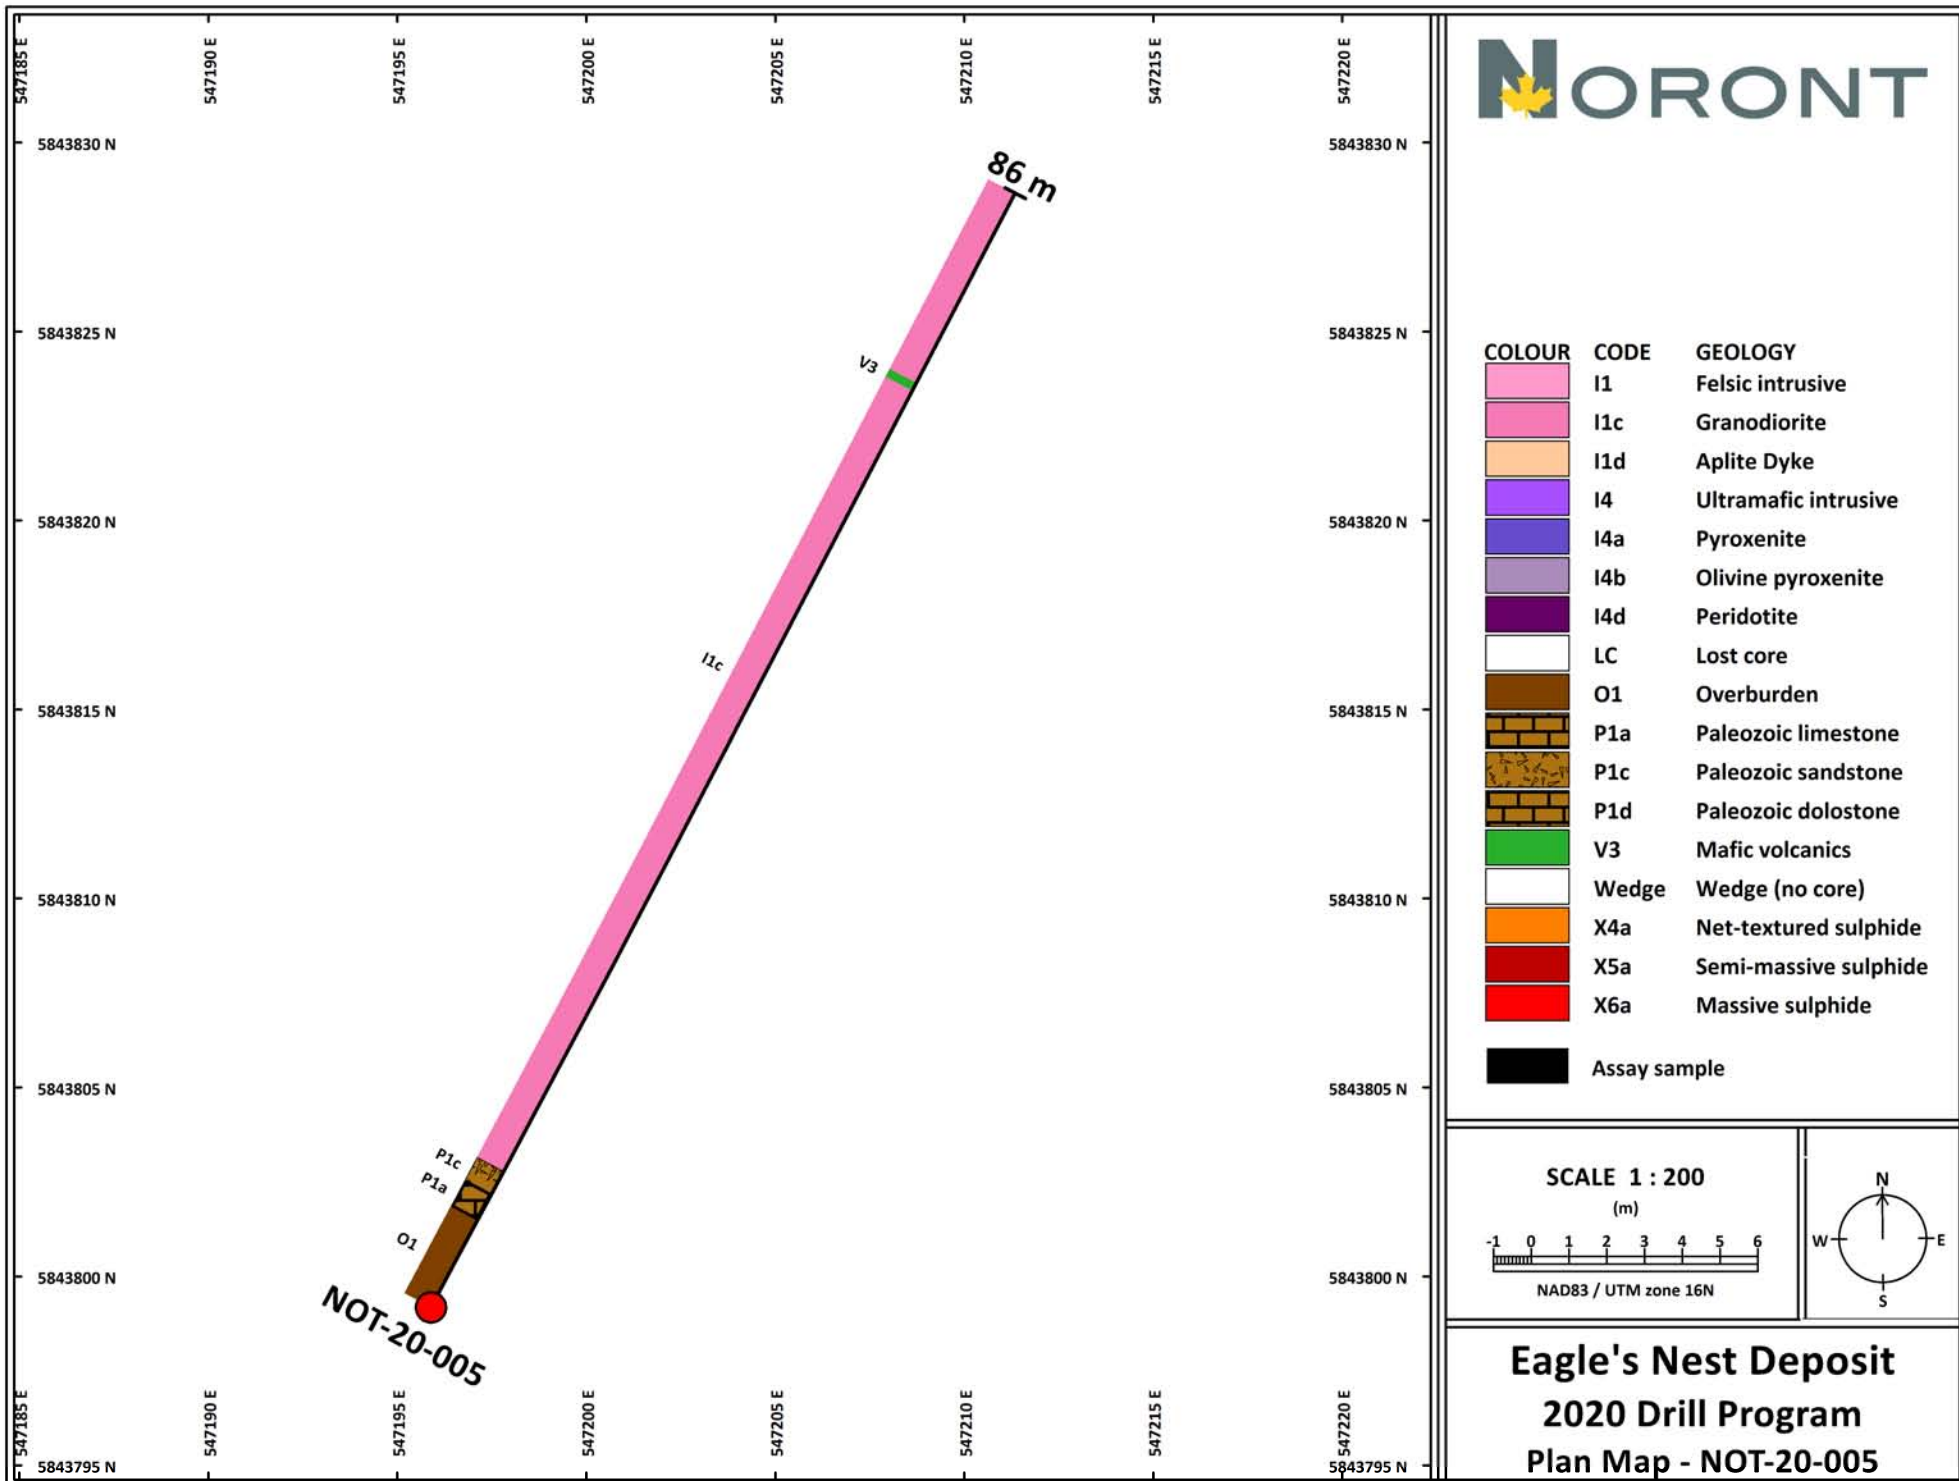 547185 E
547190 E
547195 E
547200 E
547205 E
547210 E
547215 E
547220 E
5843830 N
5843830 N
86 m
5843825 N
5843825 N
V3
5843820 N
5843820 N
I1c
5843815 N
5843815 N
5843810 N
5843810 N
5843805 N
5843805 N
P1c
P1a
O1
5843800 N
5843800 N
NOT-20-005
547185 E
547190 E
547195 E
547200 E
547205 E
547210 E
547215 E
547220 E
5843795 N
5843795 N
NORONT
COLOUR CODE GEOLOGY
I1 Felsic intrusive
I1c Granodiorite
I1d Aplite Dyke
I4 Ultramafic intrusive
I4a Pyroxenite
I4b Olivine pyroxenite
I4d Peridotite
LC Lost core
O1 Overburden
P1a Paleozoic limestone
P1c Paleozoic sandstone
P1d Paleozoic dolostone
V3 Mafic volcanics
Wedge Wedge (no core)
X4a Net-textured sulphide
X5a Semi-massive sulphide
X6a Massive sulphide
Assay sample
SCALE 1 : 200
(m)
-1 0 1 2 3 4 5 6
NAD83 / UTM zone 16N
N
W E
S
Eagle's Nest Deposit
2020 Drill Program
Plan Map - NOT-20-005